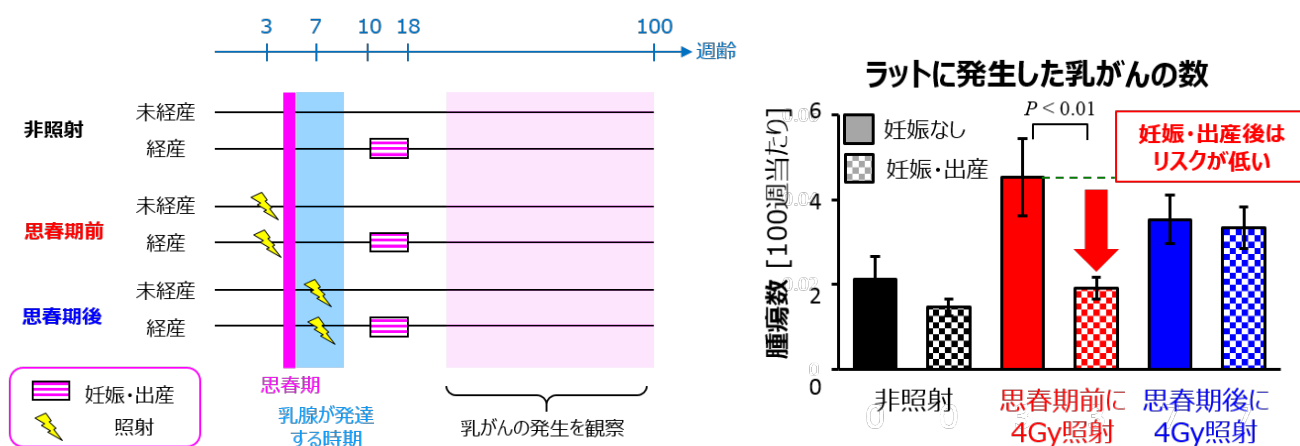 3 7 10 18 100 週齢
非照射
未経産
経産
思春期前
未経産
経産
思春期後
未経産
経産
思春期
乳腺が発達
する時期
乳がんの発生を観察
妊娠・出産
照射
ラットに発生した乳がんの数
腫瘍数 [100週当たり]
6
4
2
0
妊娠なし
妊娠・出産
P < 0.01
妊娠・出産後は
リスクが低い
非照射
思春期前に
4Gy照射
思春期後に
4Gy照射